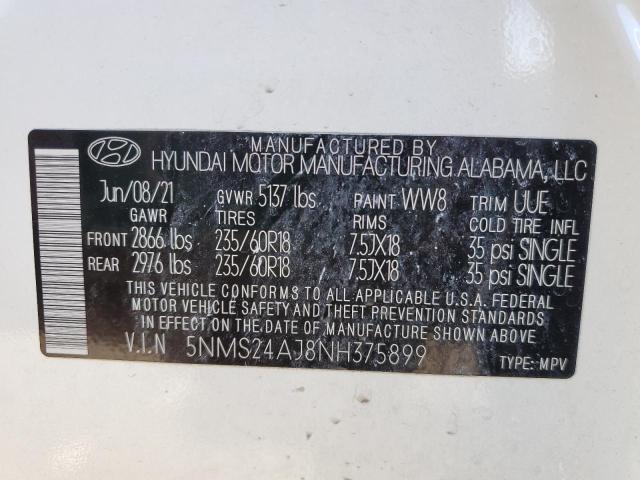 MANUFACTURED BY
HYUNDAI MOTOR MANUFACTURING ALABAMA, LLC
Jun/08/21 GVWR 5137 lbs PAINT WW8 TRIM UUE
GAWR TIRES RIMS COLD TIRE INFL
FRONT 2866 lbs 235/60R18 7.5JX18 35 psi SINGLE
REAR 2976 lbs 235/60R18 7.5JX18 35 psi SINGLE
THIS VEHICLE CONFORMS TO ALL APPLICABLE U.S.A. FEDERAL
MOTOR VEHICLE SAFETY AND THEFT PREVENTION STANDARDS
IN EFFECT ON THE DATE OF MANUFACTURE SHOWN ABOVE.
V.I.N 5NMS24AJ8NH375899 TYPE: MPV